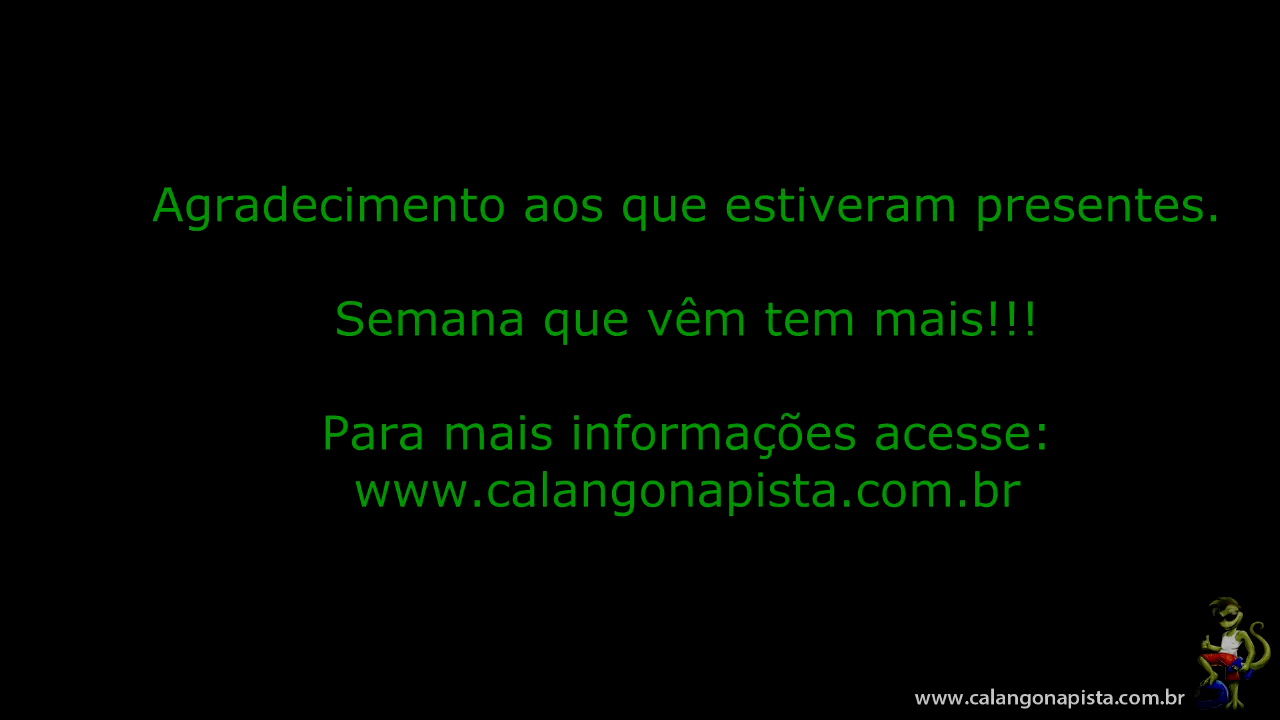 Agradecimento aos que estiveram presentes.
Semana que vêm tem mais!!!
Para mais informações acesse:
www.calangonapista.com.br
www.calangonapista.com.br